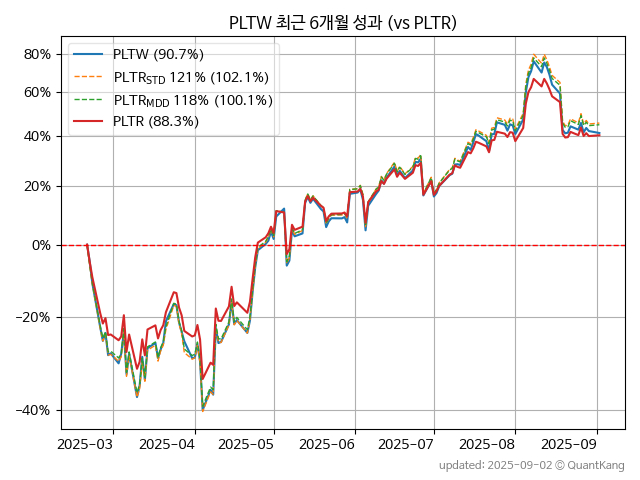 PLTW 최근 6개월 성과 (vs PLTR)
PLTW (90.7%)
PLTRSTD 121% (102.1%)
PLTRMDD 118% (100.1%)
PLTR (88.3%)
80%
60%
40%
20%
0%
−20%
−40%
2025-03 2025-04 2025-05 2025-06 2025-07 2025-08 2025-09
updated: 2025-09-02 © QuantKang